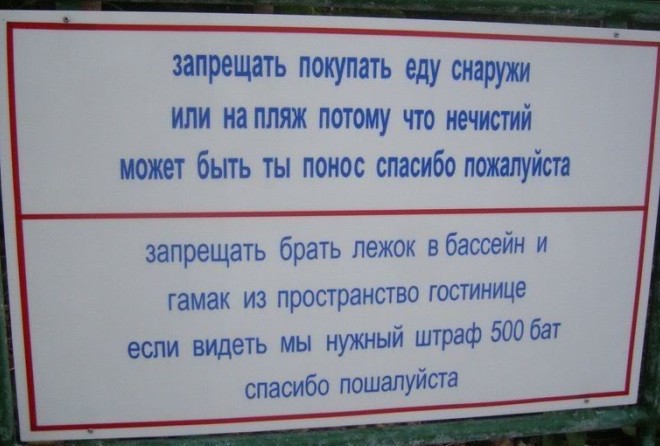 запрещать покупать еду снаружи
или на пляж потому что нечистий
может быть ты понос спасибо пожалуйста
запрещать брать лежок в бассейн и
гамак из пространство гостинице
если видеть мы нужный штраф 500 бат
спасибо пошалуйста